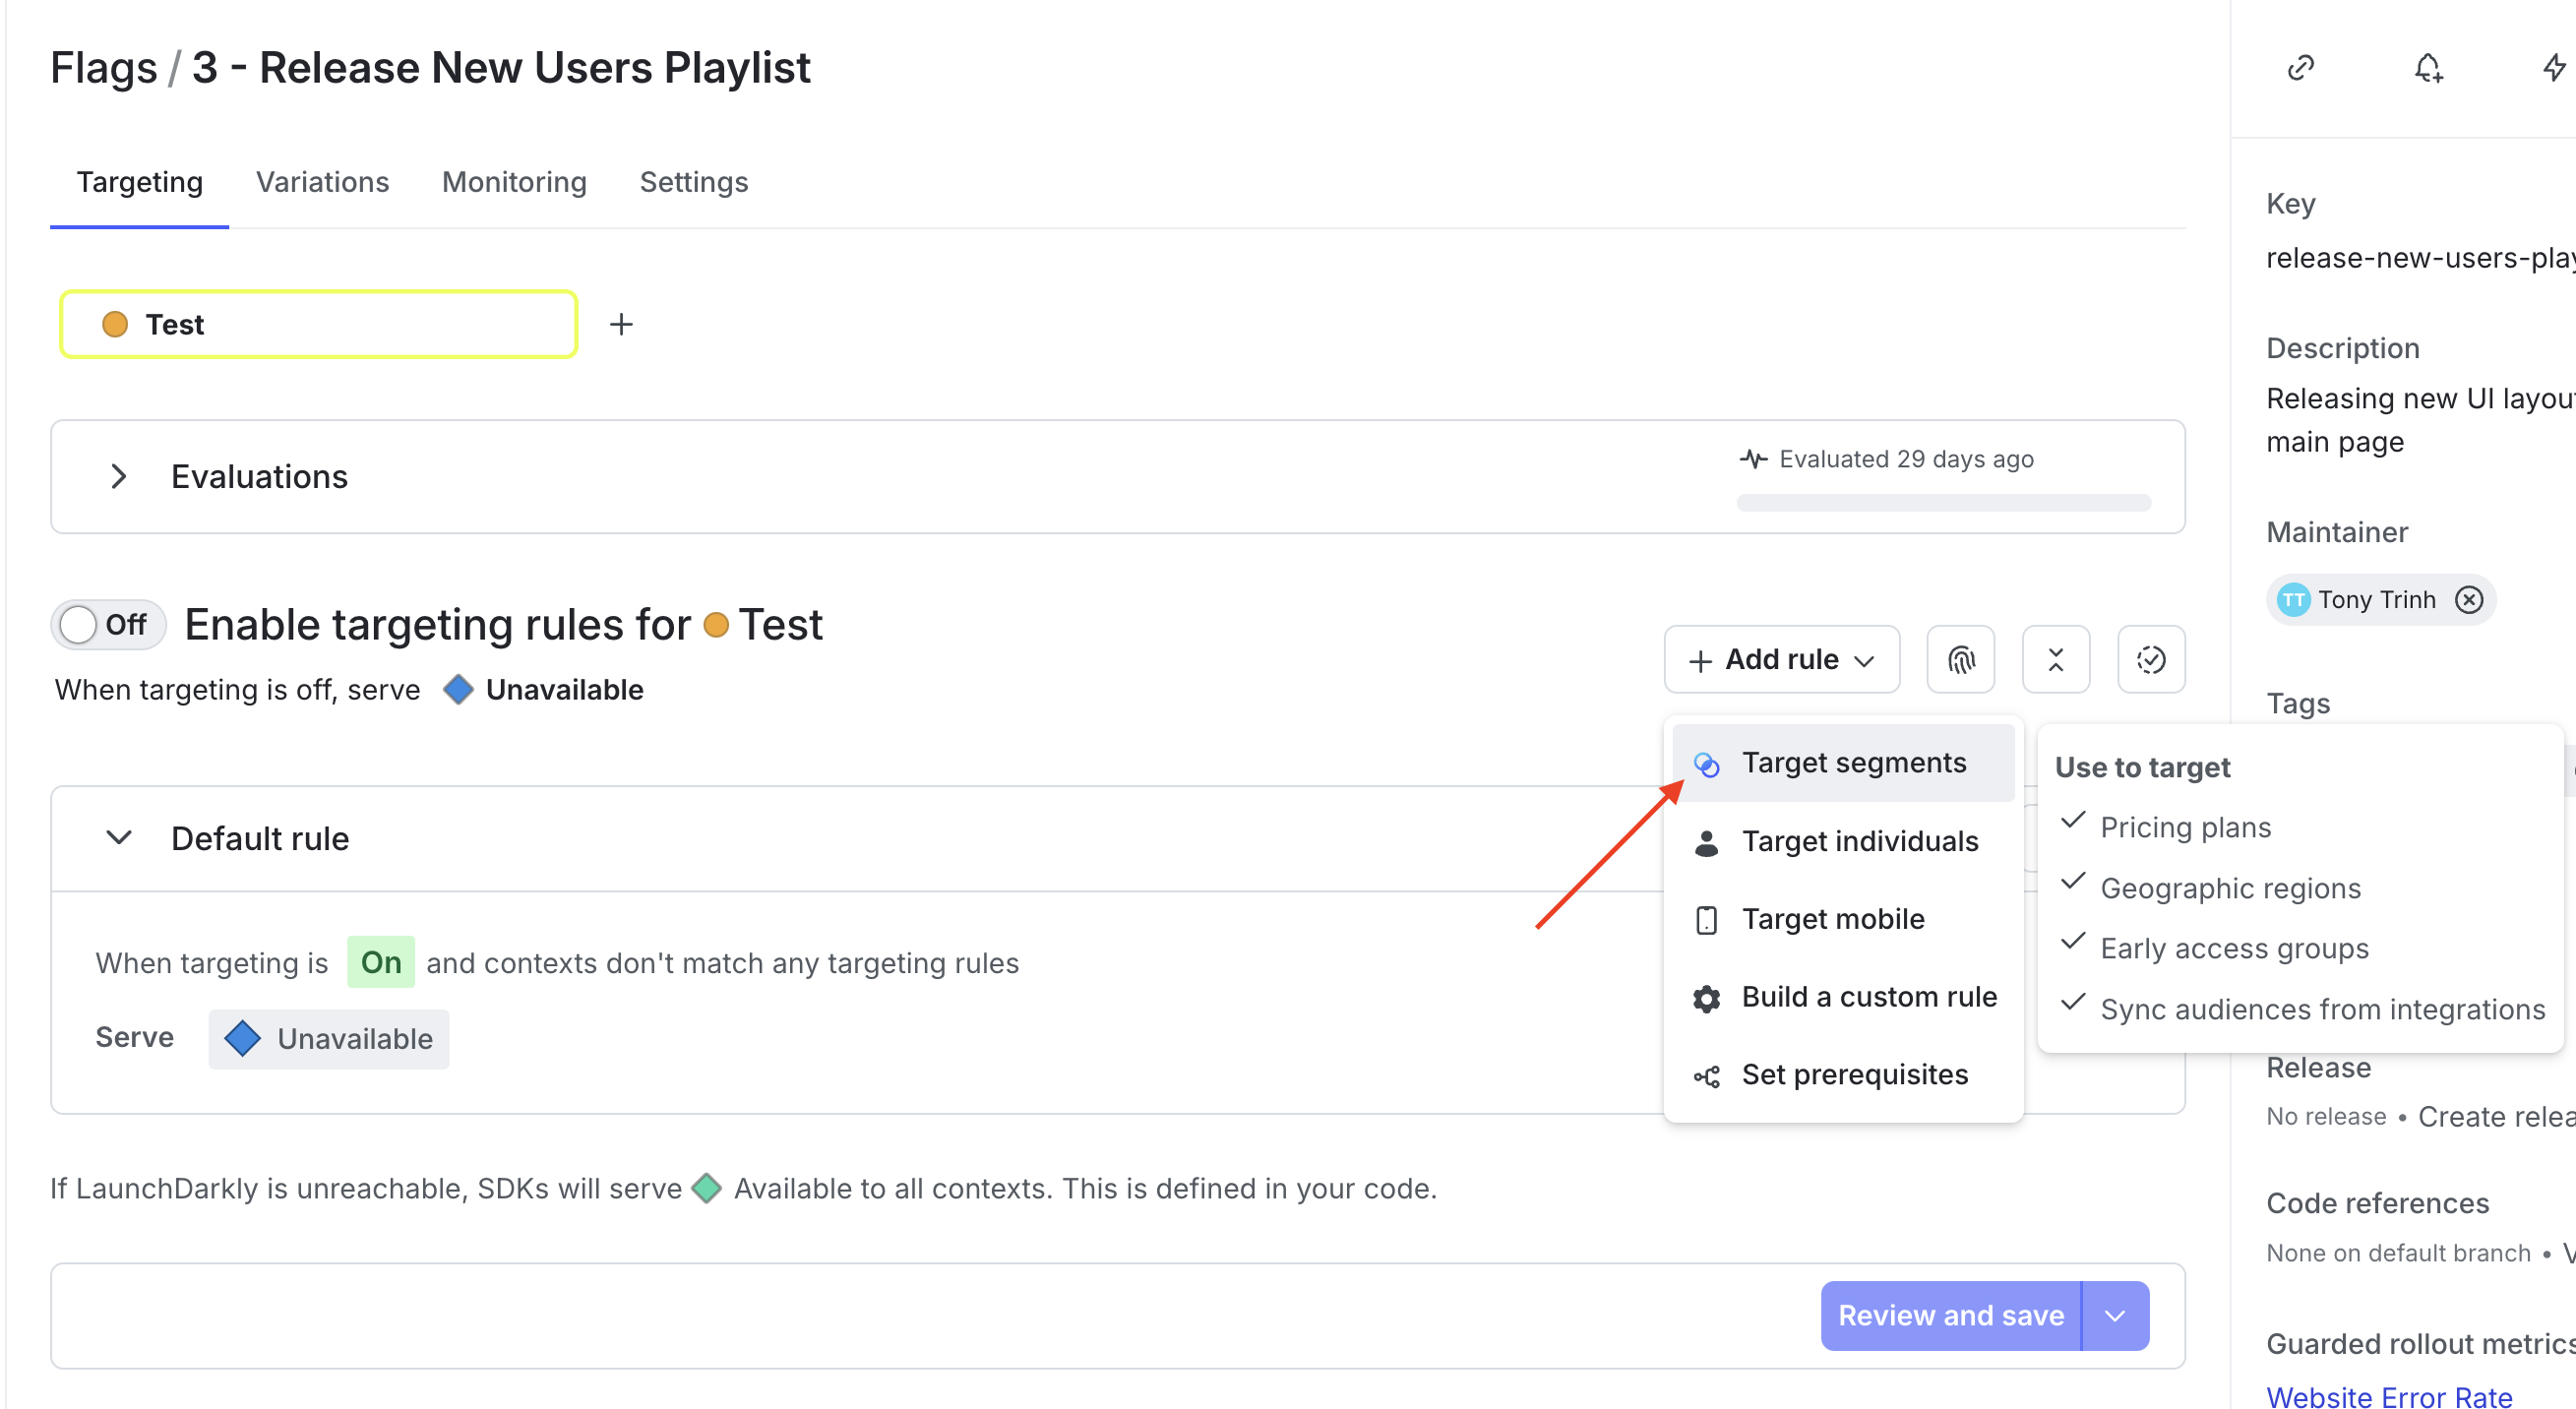 Flags / 3 - Release New Users Playlist
Targeting Variations Monitoring Settings
Test
Evaluations
Evaluated 29 days ago
Off Enable targeting rules for Test
When targeting is off, serve Unavailable
Add rule
Target segments
Target individuals
Target mobile
Build a custom rule
Set prerequisites
Use to target
Pricing plans
Geographic regions
Early access groups
Sync audiences from integrations
Default rule
When targeting is On and contexts don't match any targeting rules
Serve Unavailable
If LaunchDarkly is unreachable, SDKs will serve Available to all contexts. This is defined in your code.
Review and save
Key
release-new-users-play
Description
Releasing new UI layou
main page
Maintainer
TT Tony Trinh
Tags
Release
No release • Create relea
Code references
None on default branch •
Guarded rollout metrics
Website Error Rate